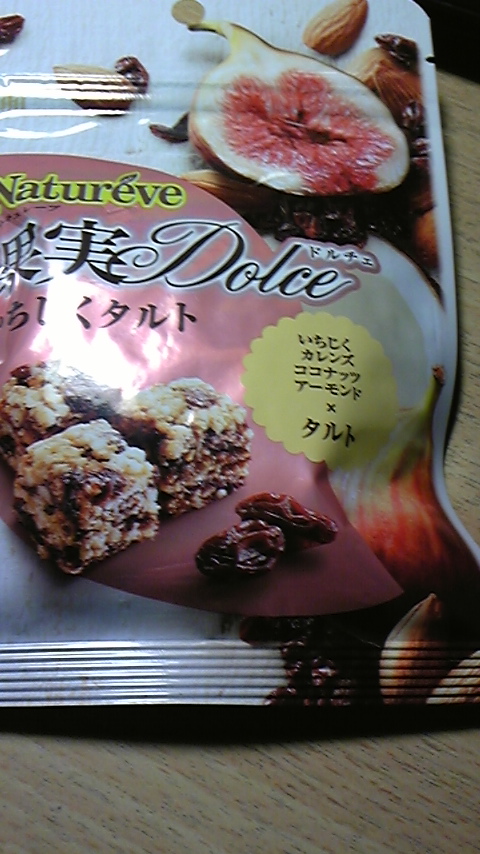 Natureve
果実Dolce
ドルチェ
ちじくタルト
いちじく
カレンズ
ココナッツ
アーモンド
×
タルト